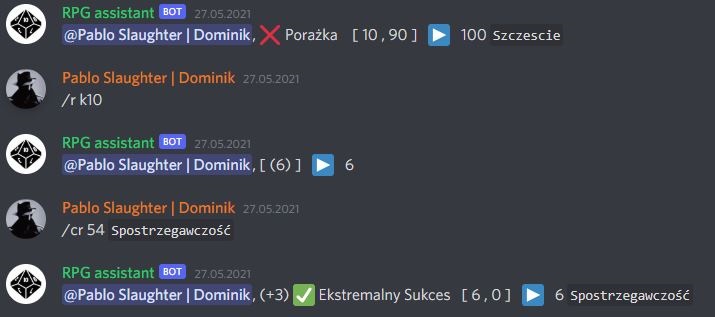 RPG assistant BOT 27.05.2021
@Pablo Slaughter | Dominik, ❌ Porażka [ 10 , 90 ] ▶ 100 Szczescie
Pablo Slaughter | Dominik 27.05.2021
/r k10
RPG assistant BOT 27.05.2021
@Pablo Slaughter | Dominik, [ (6) ] ▶ 6
Pablo Slaughter | Dominik 27.05.2021
/cr 54 Spostrzegawczość
RPG assistant BOT 27.05.2021
@Pablo Slaughter | Dominik, (+3) ✅ Ekstremalny Sukces [ 6 , 0 ] ▶ 6 Spostrzegawczość